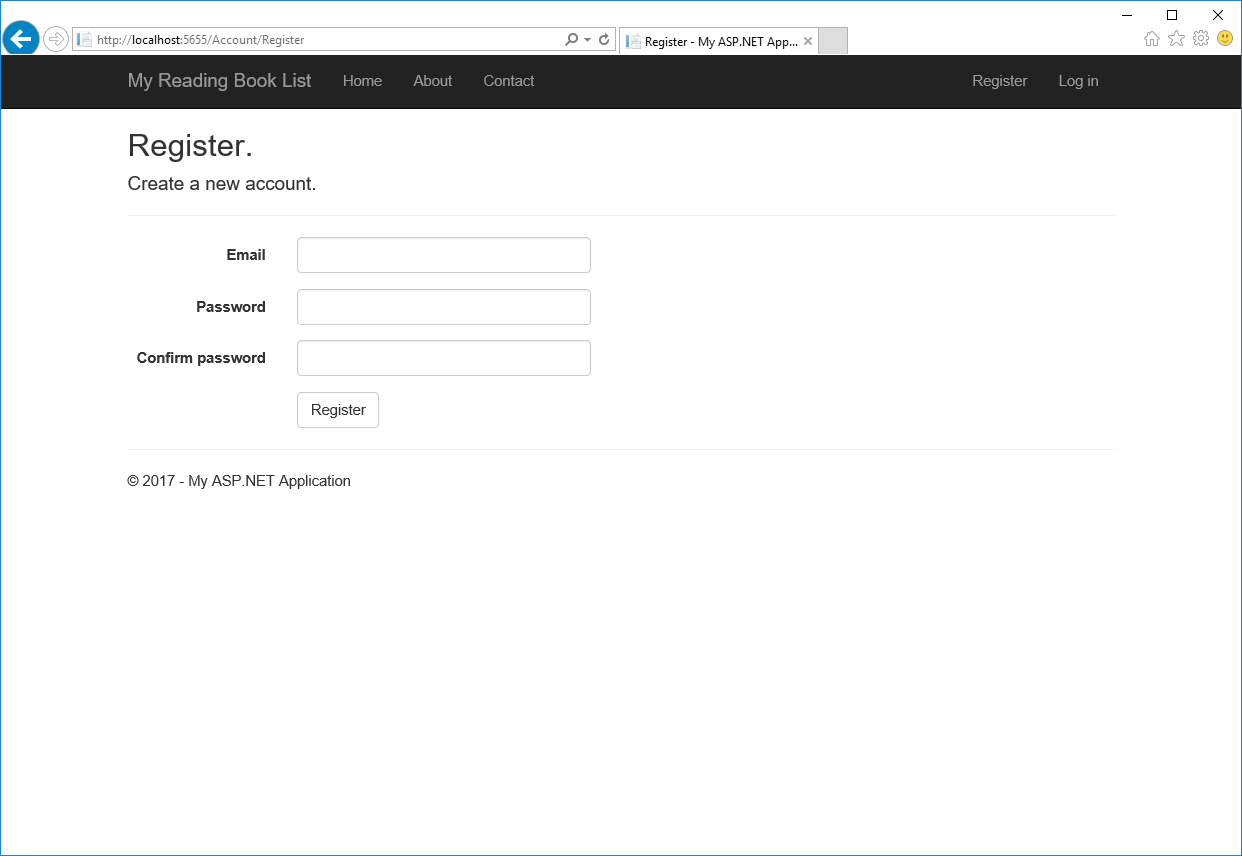 http://localhost:5655/Account/Register
Register - My ASP.NET App...
My Reading Book List Home About Contact Register Log in
Register.
Create a new account.
Email
Password
Confirm password
Register
© 2017 - My ASP.NET Application